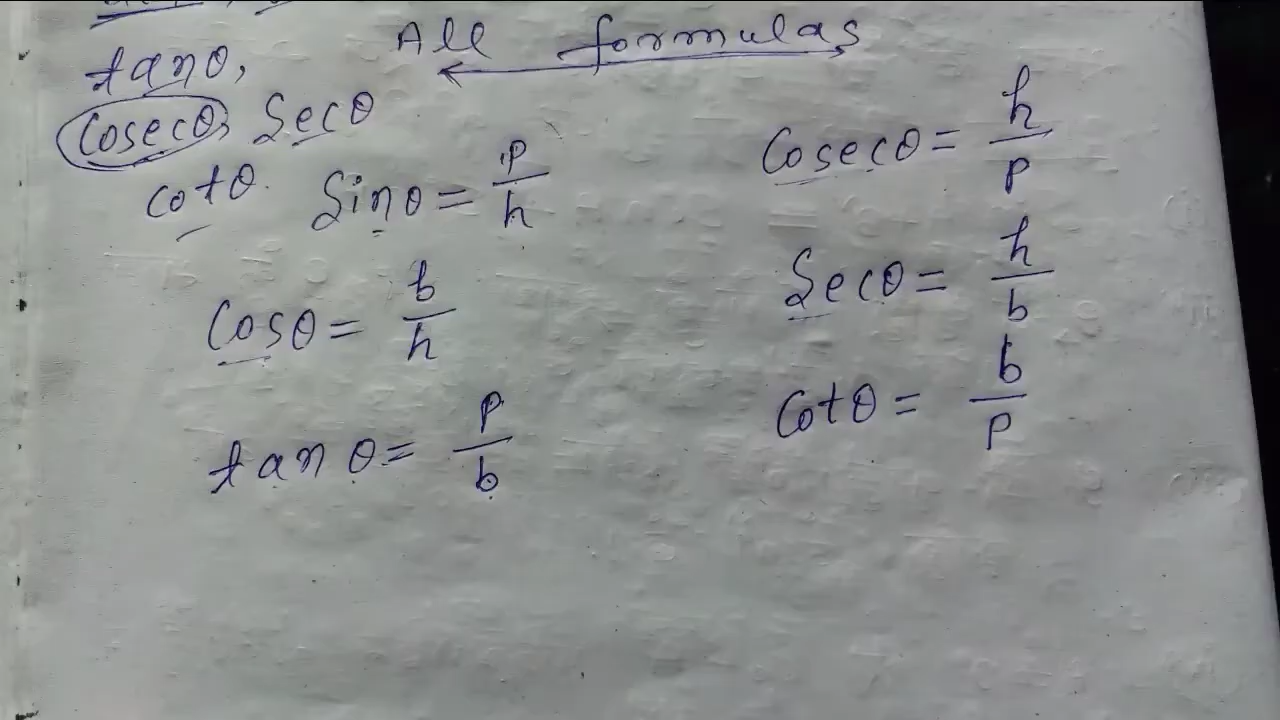 All formulas
tanθ,
Cosecθ, Secθ
cotθ.
Sinθ = p/h
Cosecθ = h/p
Cosθ = b/h
Secθ = h/b
tanθ = p/b
Cotθ = b/p